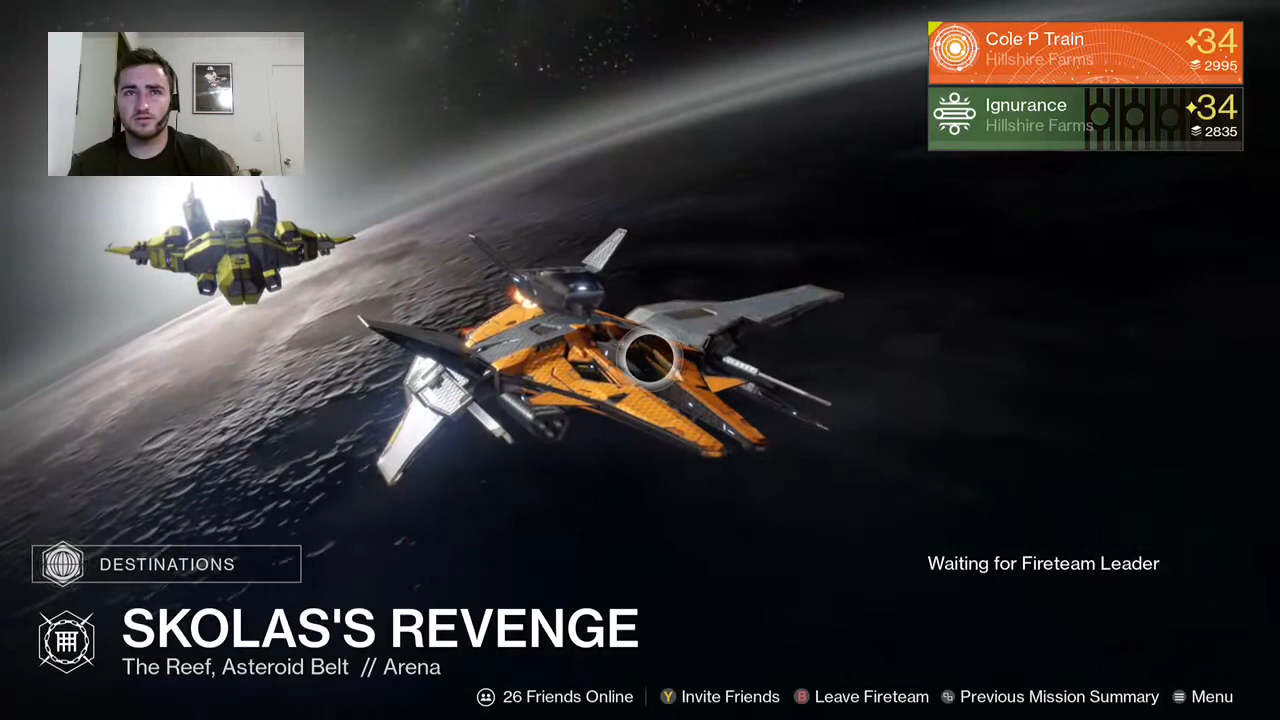 Cole P Train
Hillshire Farms
34
2995
Ignurance
Hillshire Farms
34
2835
DESTINATIONS
Waiting for Fireteam Leader
SKOLAS'S REVENGE
The Reef, Asteroid Belt // Arena
26 Friends Online
Y Invite Friends
B Leave Fireteam
Previous Mission Summary
Menu